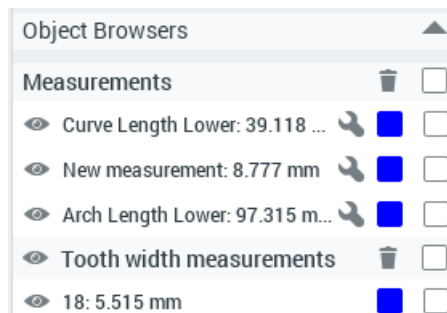 Object Browsers
Measurements
Curve Length Lower: 39.118 ...
New measurement: 8.777 mm
Arch Length Lower: 97.315 m...
Tooth width measurements
18: 5.515 mm